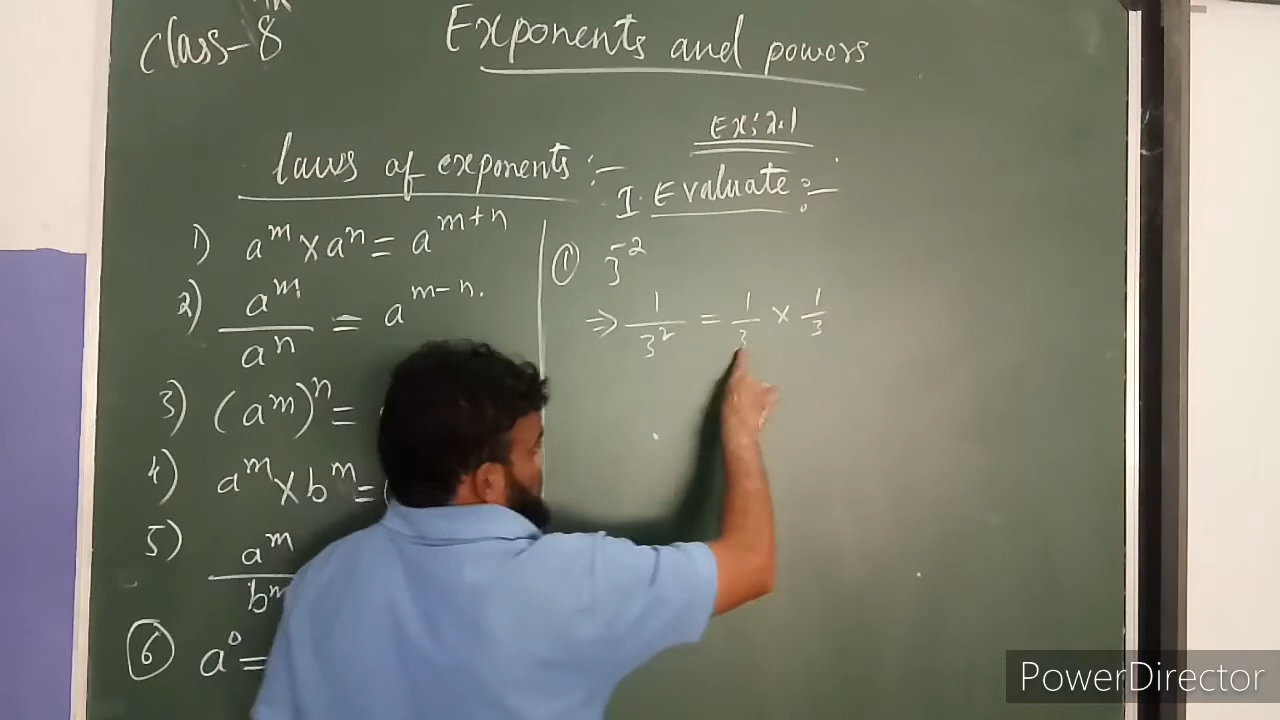 Class-8
Exponents and powers
Laws of exponents :-
1) a^m × a^n = a^{m+n}
2) a^m / a^n = a^{m-n}.
3) (a^m)^n =
4) a^m × b^m =
5) a^m / b^m
6 a^0 =
Ex: 2.1
I. Evaluate :-
① 3^{-2}
⇒ 1/3^2 = 1/3 × 1/3
PowerDirector